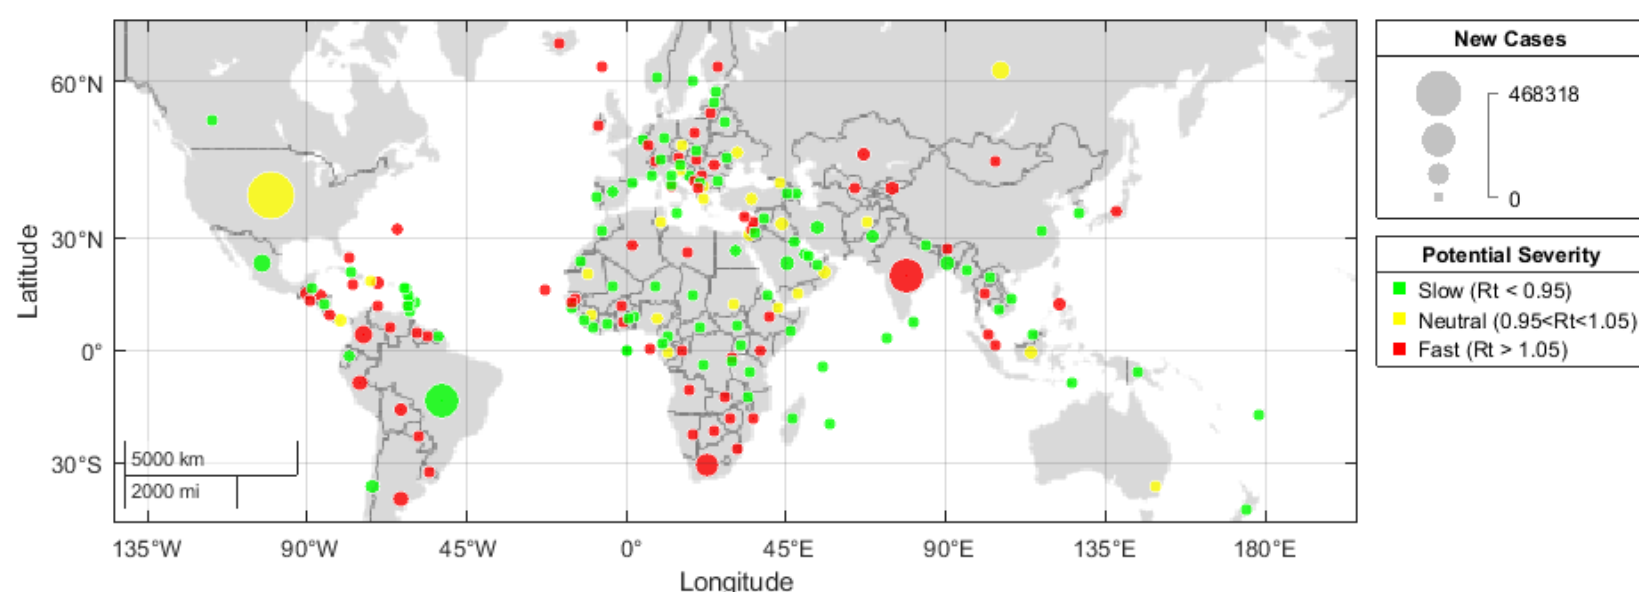 60°N
30°N
0°
30°S
Latitude
5000 km
2000 mi
135°W
90°W
45°W
0°
45°E
90°E
135°E
180°E
Longitude
New Cases
468318
0
Potential Severity
Slow (Rt < 0.95)
Neutral (0.95<Rt<1.05)
Fast (Rt > 1.05)